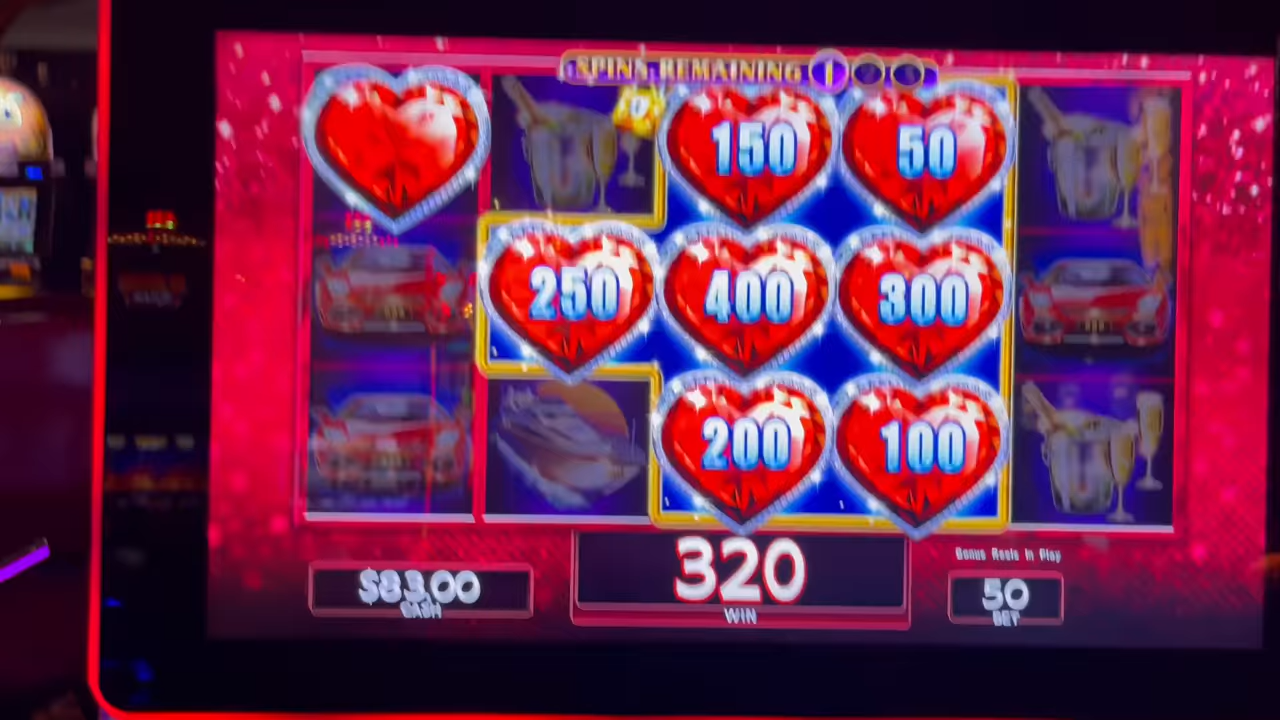 SPINS REMAINING 1
150
50
250
400
300
200
100
$83.00
CASH
320
WIN
Bonus Reels In Play
50
BET